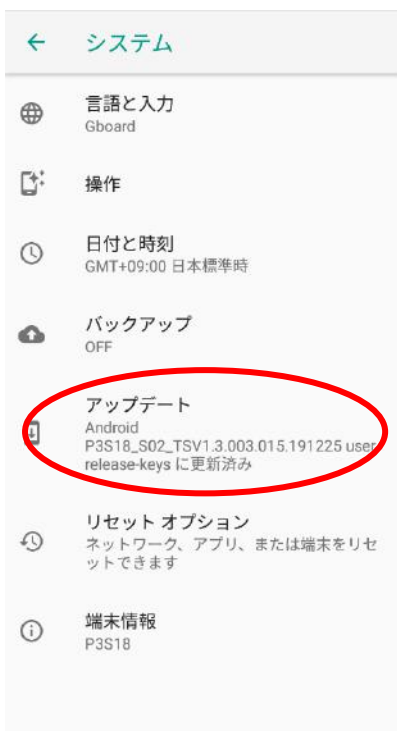 システム
言語と入力
Gboard
操作
日付と時刻
GMT+09:00 日本標準時
バックアップ
OFF
アップデート
Android
P3S18_S02_TSV1.3.003.015.191225 user
release-keys に更新済み
リセット オプション
ネットワーク、アプリ、または端末をリセ
ットできます
端末情報
P3S18